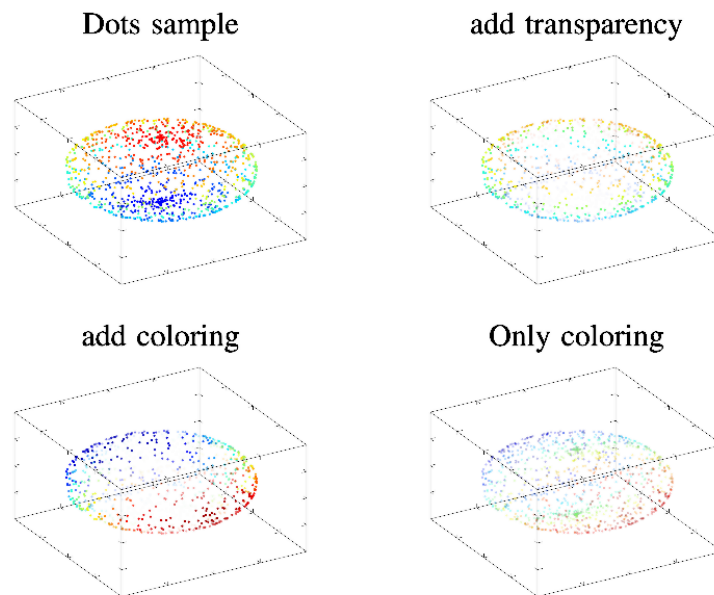 Dots sample
add transparency
add coloring
Only coloring